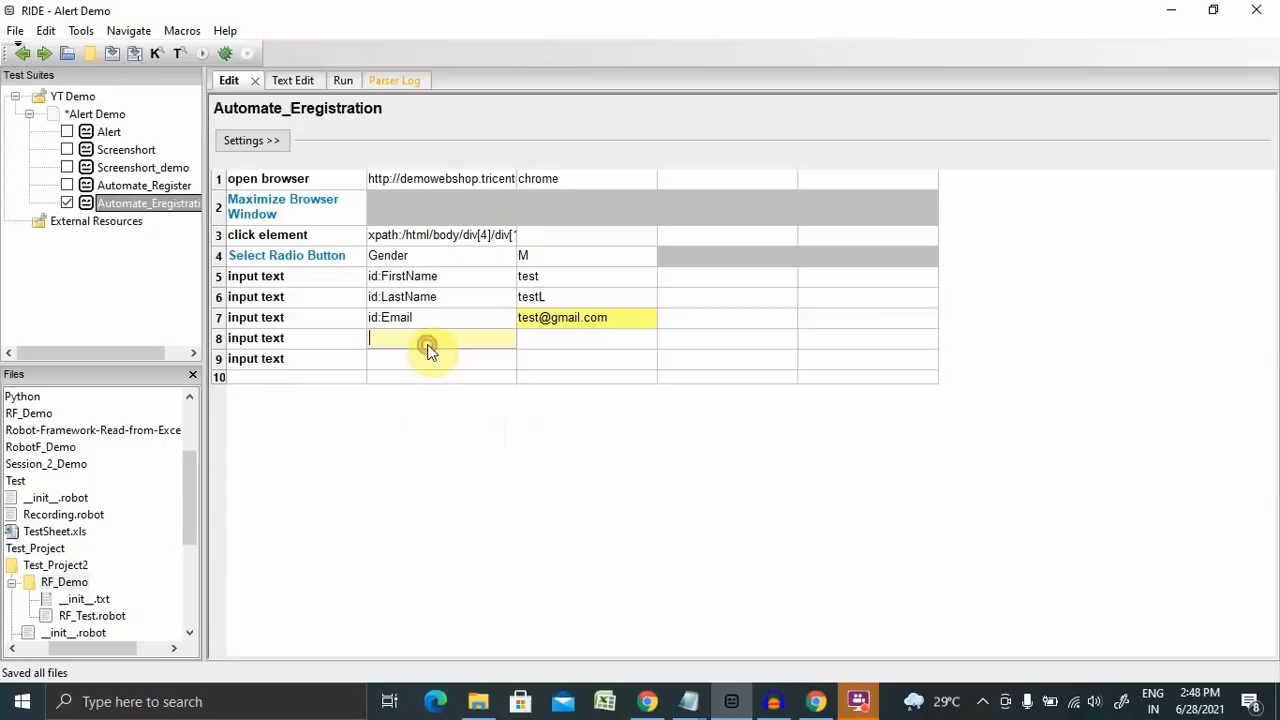 RIDE - Alert Demo
File Edit Tools Navigate Macros Help
Test Suites
YT Demo
*Alert Demo
Alert
Screenshort
Screenshort_demo
Automate_Register
Automate_Eregistrati
External Resources
Files
Python
RF_Demo
Robot-Framework-Read-from-Exce
RobotF_Demo
Session_2_Demo
Test
__init__.robot
Recording.robot
TestSheet.xls
Test_Project
Test_Project2
RF_Demo
__init__.txt
RF_Test.robot
__init__.robot
Edit Text Edit Run Parser Log
Automate_Eregistration
Settings >>
1 open browser http://demowebshop.tricent chrome
2 Maximize Browser
Window
3 click element xpath:/html/body/div[4]/div[1
4 Select Radio Button Gender M
5 input text id:FirstName test
6 input text id:LastName testL
7 input text id:Email test@gmail.com
8 input text
9 input text
10
Saved all files
Type here to search
29°C
ENG
IN
2:48 PM
6/28/2021
8